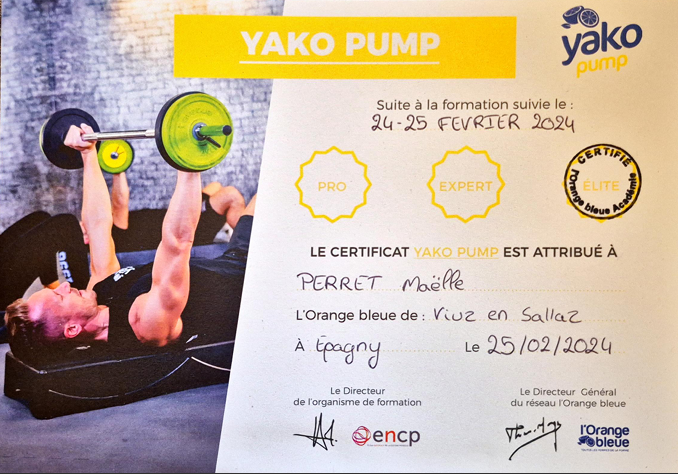 YAKO PUMP
yako
pump
Suite à la formation suivie le :
24-25 FEVRIER 2024
PRO
EXPERT
CERTIFIÉ
ÉLITE
l'Orange bleue Académie
LE CERTIFICAT YAKO PUMP EST ATTRIBUÉ À
PERRET Maëlle
L'Orange bleue de : Viuz en Sallaz
À Épagny Le 25/02/2024
Le Directeur
de l'organisme de formation
Le Directeur Général
du réseau l'Orange bleue
encp
l'Orange
bleue